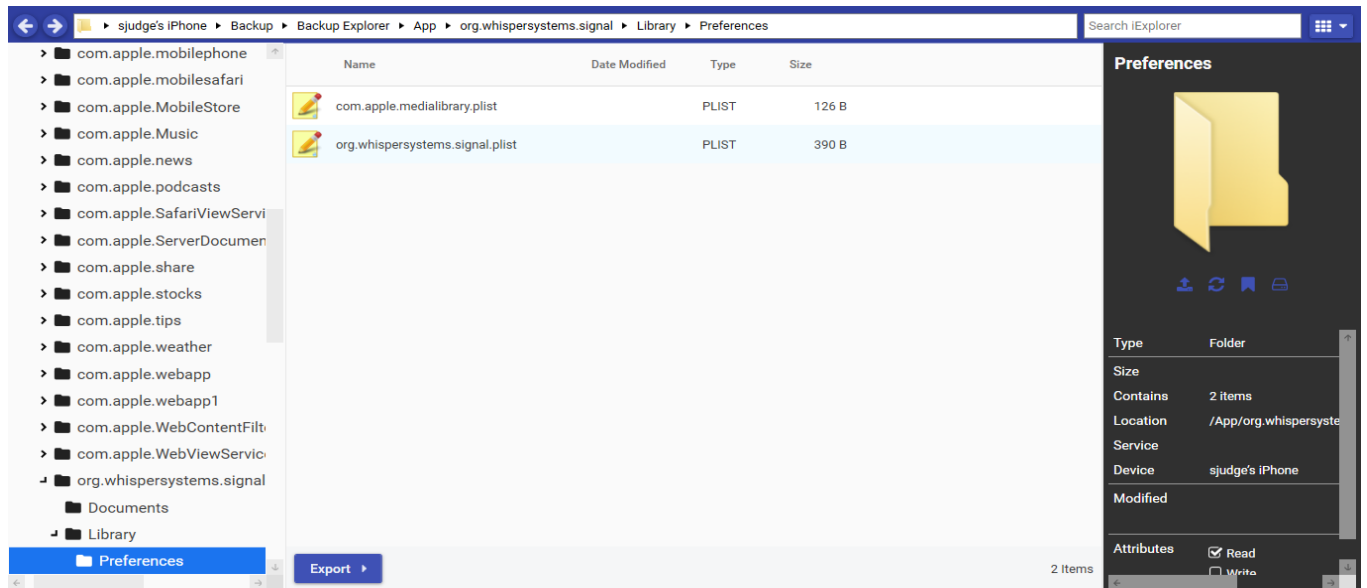 sjudge's iPhone Backup Backup Explorer App org.whispersystems.signal Library Preferences
Search iExplorer
com.apple.mobilephone
com.apple.mobilesafari
com.apple.MobileStore
com.apple.Music
com.apple.news
com.apple.podcasts
com.apple.SafariViewServi
com.apple.ServerDocumen
com.apple.share
com.apple.stocks
com.apple.tips
com.apple.weather
com.apple.webapp
com.apple.webapp1
com.apple.WebContentFilt
com.apple.WebViewServic
org.whispersystems.signal
Documents
Library
Preferences
Name Date Modified Type Size
com.apple.medialibrary.plist PLIST 126 B
org.whispersystems.signal.plist PLIST 390 B
Export
2 Items
Preferences
Type Folder
Size
Contains 2 items
Location /App/org.whispersyste
Service
Device sjudge's iPhone
Modified
Attributes Read
Write